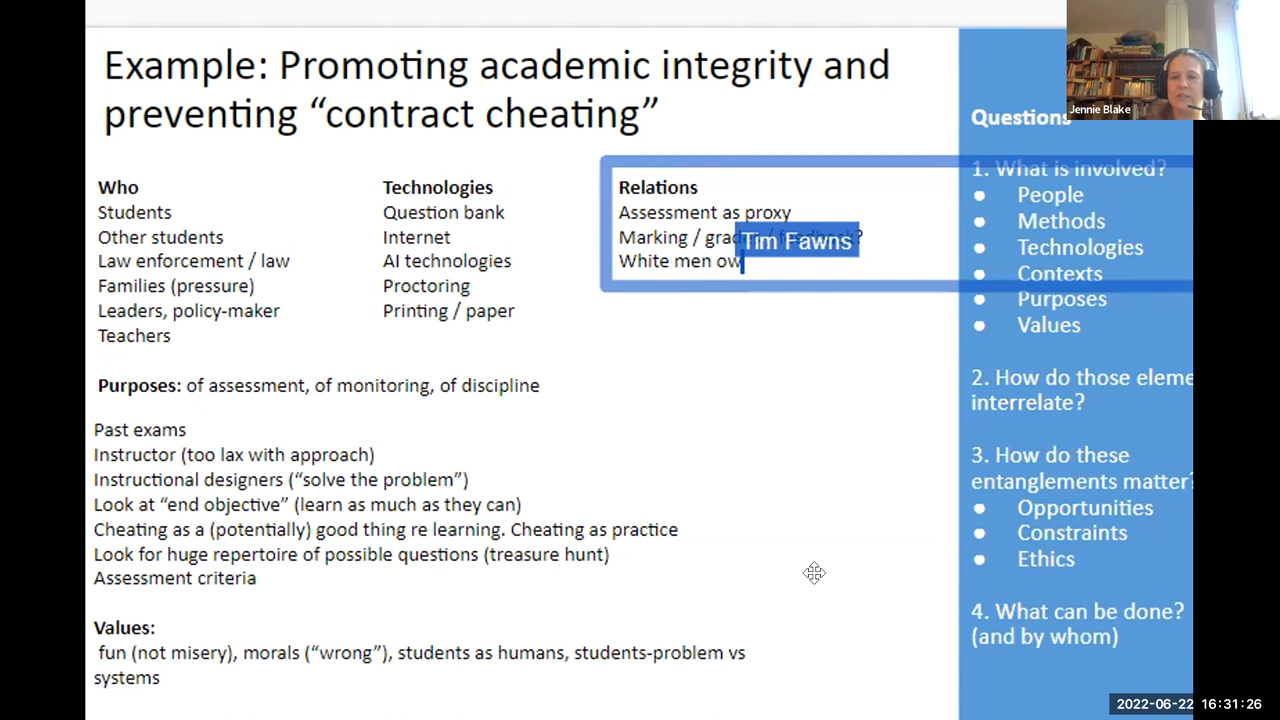 Example: Promoting academic integrity and
preventing “contract cheating”
Who
Students
Other students
Law enforcement / law
Families (pressure)
Leaders, policy-maker
Teachers
Technologies
Question bank
Internet
AI technologies
Proctoring
Printing / paper
Relations
Assessment as proxy
Marking / grades / feedback?
Tim Fawns
White men ow
Purposes: of assessment, of monitoring, of discipline
Past exams
Instructor (too lax with approach)
Instructional designers (“solve the problem”)
Look at “end objective” (learn as much as they can)
Cheating as a (potentially) good thing re learning. Cheating as practice
Look for huge repertoire of possible questions (treasure hunt)
Assessment criteria
Values:
fun (not misery), morals (“wrong”), students as humans, students-problem vs
systems
Jennie Blake
Questions
1. What is involved?
● People
● Methods
● Technologies
● Contexts
● Purposes
● Values
2. How do those eleme
interrelate?
3. How do these
entanglements matter?
● Opportunities
● Constraints
● Ethics
4. What can be done?
(and by whom)
2022-06-22 16:31:26